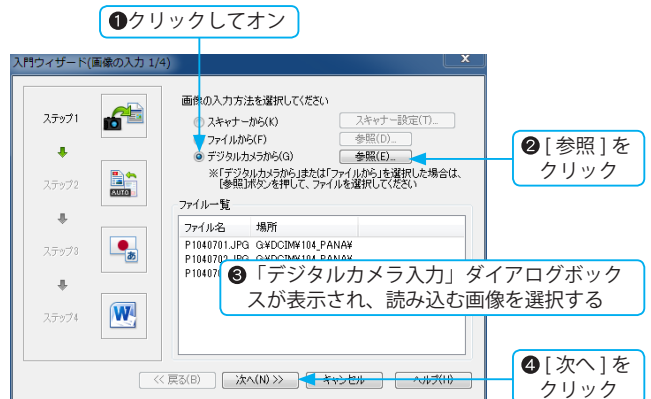 ❶クリックしてオン
入門ウィザード(画像の入力 1/4)
x
画像の入力方法を選択してください
ステップ1
スキャナーから(K)
スキャナー設定(T)...
ファイルから(F)
参照(D)...
デジタルカメラから(G)
参照(E)...
❷[ 参照 ] を
クリック
※「デジタルカメラから」または「ファイルから」を選択した場合は、
[参照]ボタンを押して、ファイルを選択してください
ステップ2
AUTO
ファイル一覧
ファイル名 場所
P1040701.JPG G:¥DCIM¥104_PANA¥
ステップ3
あ
❸「デジタルカメラ入力」ダイアログボック
スが表示され、読み込む画像を選択する
ステップ4
W
<< 戻る(B)
次へ(N) >>
キャンセル
ヘルプ(H)
❹[ 次へ ] を
クリック